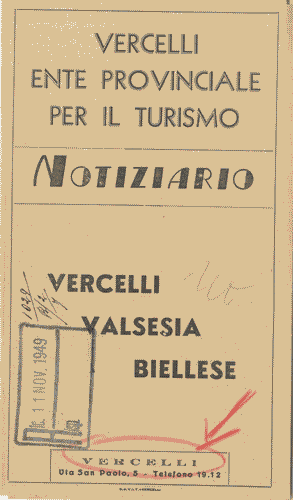 VERCELLI
ENTE PROVINCIALE
PER IL TURISMO
NOTIZIARIO
VERCELLI
VALSESIA
BIELLESE
11 NOV. 1949
VERCELLI
Via San Paolo, 5 - Telefono 19.12